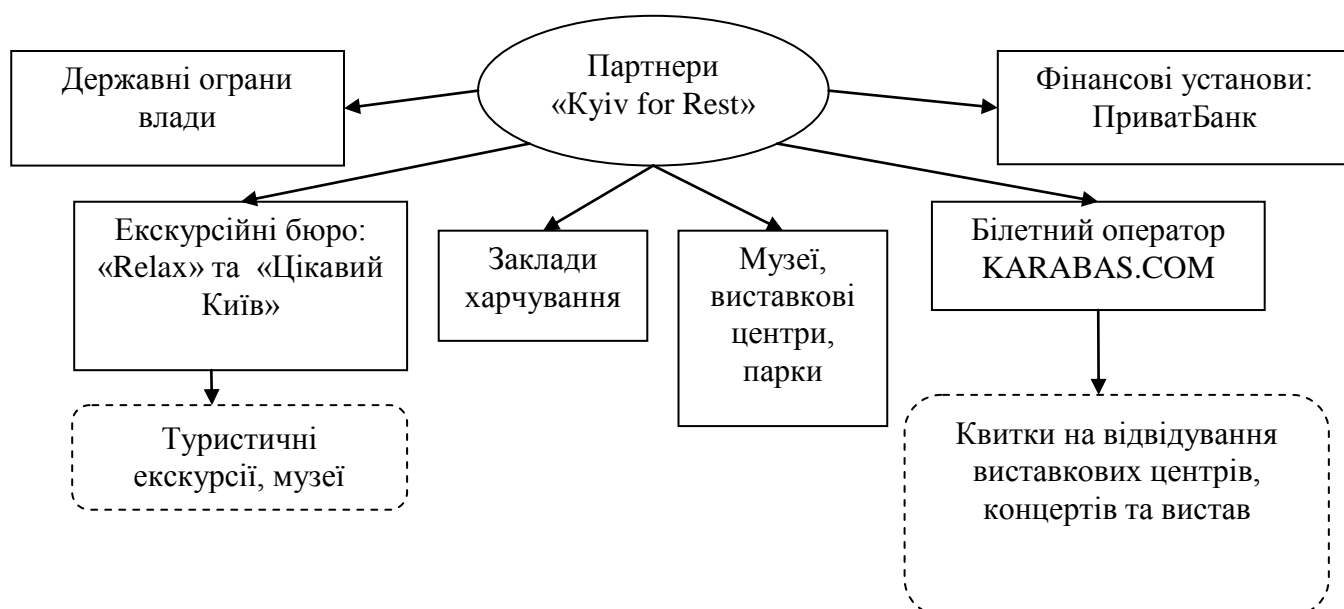 Партнери
«Kyiv for Rest»
Державні ограни
влади
Фінансові установи:
ПриватБанк
Екскурсійні бюро:
«Relax» та «Цікавий
Київ»
Заклади
харчування
Музеї,
виставкові
центри,
парки
Білетний оператор
KARABAS.COM
Туристичні
екскурсії, музеї
Квитки на відвідування
виставкових центрів,
концертів та вистав